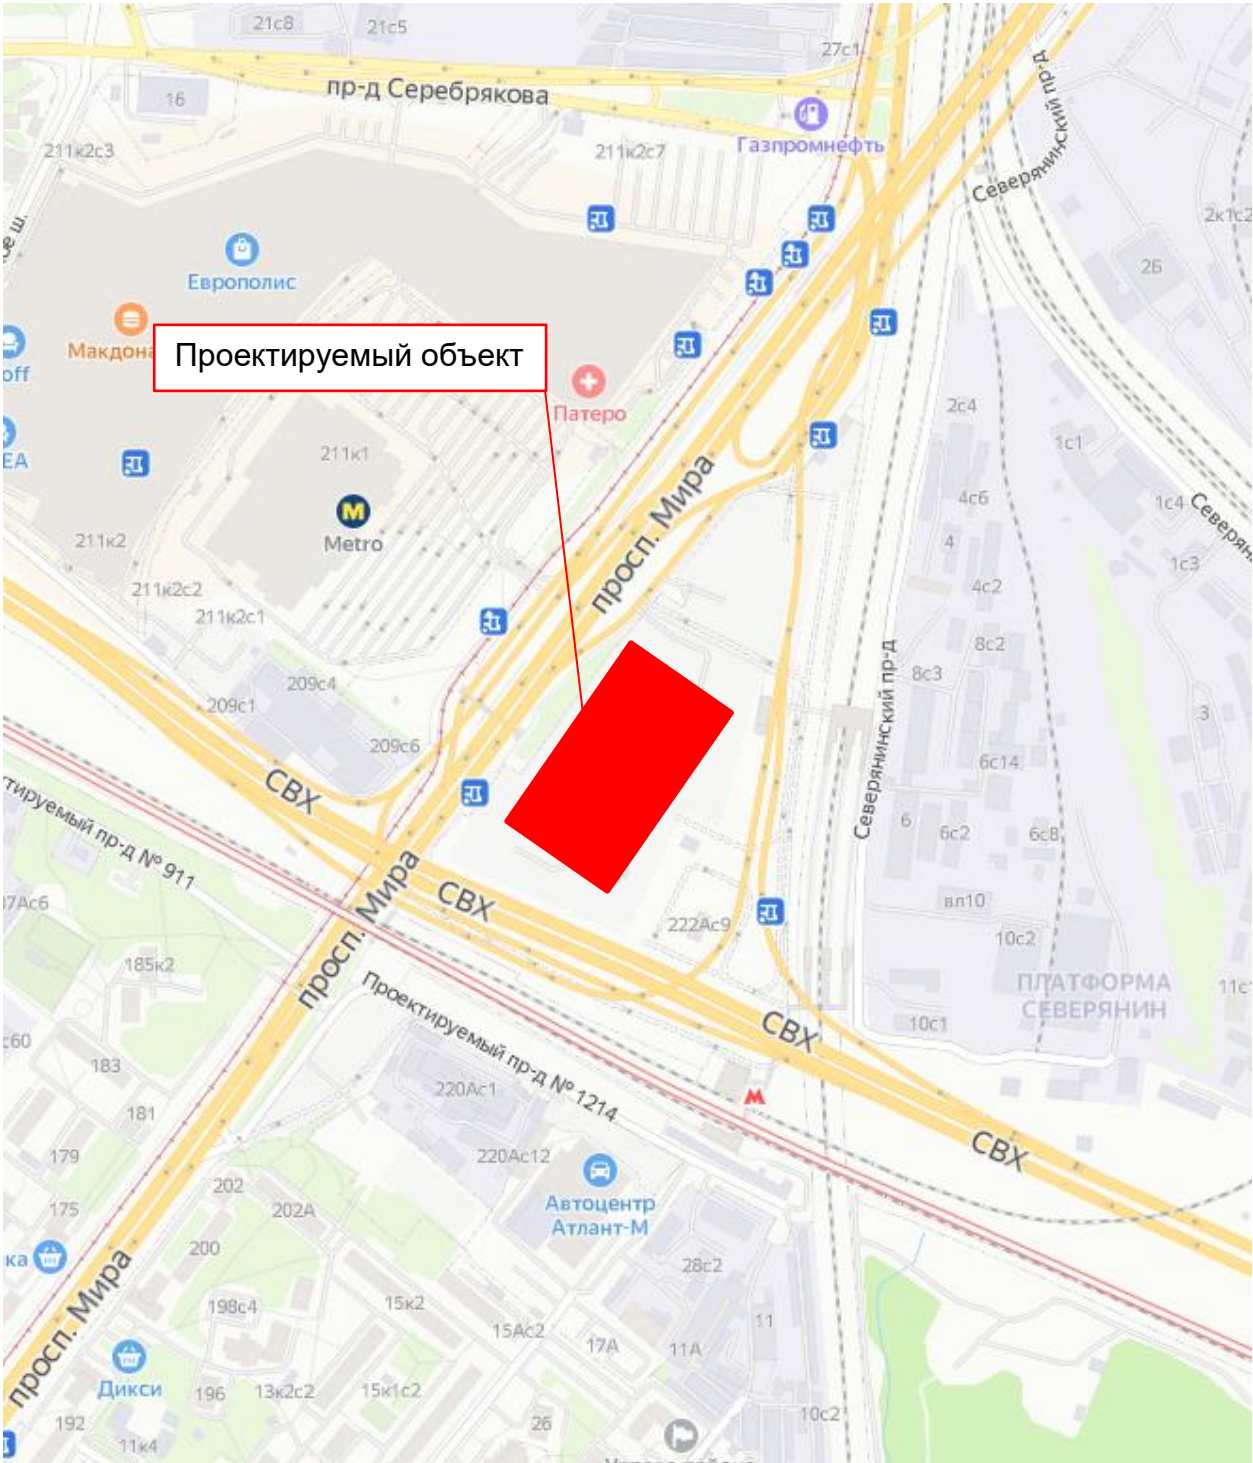 21с8
21с5
27с1
пр-д Серебрякова
16
Газпромнефть
211к2с3
211к2с7
Северянинский пр-д
2к1с2
ое ш.
2Б
Европолис
Макдона
off
Проектируемый объект
Патеро
2с4
1с1
EA
211к1
М
Metro
просп. Мира
4с6
1с4
Северян
211к2
4
1с3
211к2с2
4с2
211к2с1
8с2
209с4
8с3
209с1
Северянинский пр-д
3
209с6
6с14
СВХ
ктируемый пр-д № 911
6
6с2
6с8
просп. Мира
СВХ
вл10
7Ас6
222Ас9
10с2
185к2
Проектируемый пр-д № 1214
ПЛАТФОРМА
СЕВЕРЯНИН
11с1
10с1
СВХ
с60
183
220Ас1
М
181
СВХ
179
220Ас12
202
Автоцентр
Атлант-М
175
202А
200
ка
28с2
просп. Мира
198с4
15к2
15Ас2
11
17А
11А
Дикси
196
13к2с2
15к1с2
192
26
10с2
11к4